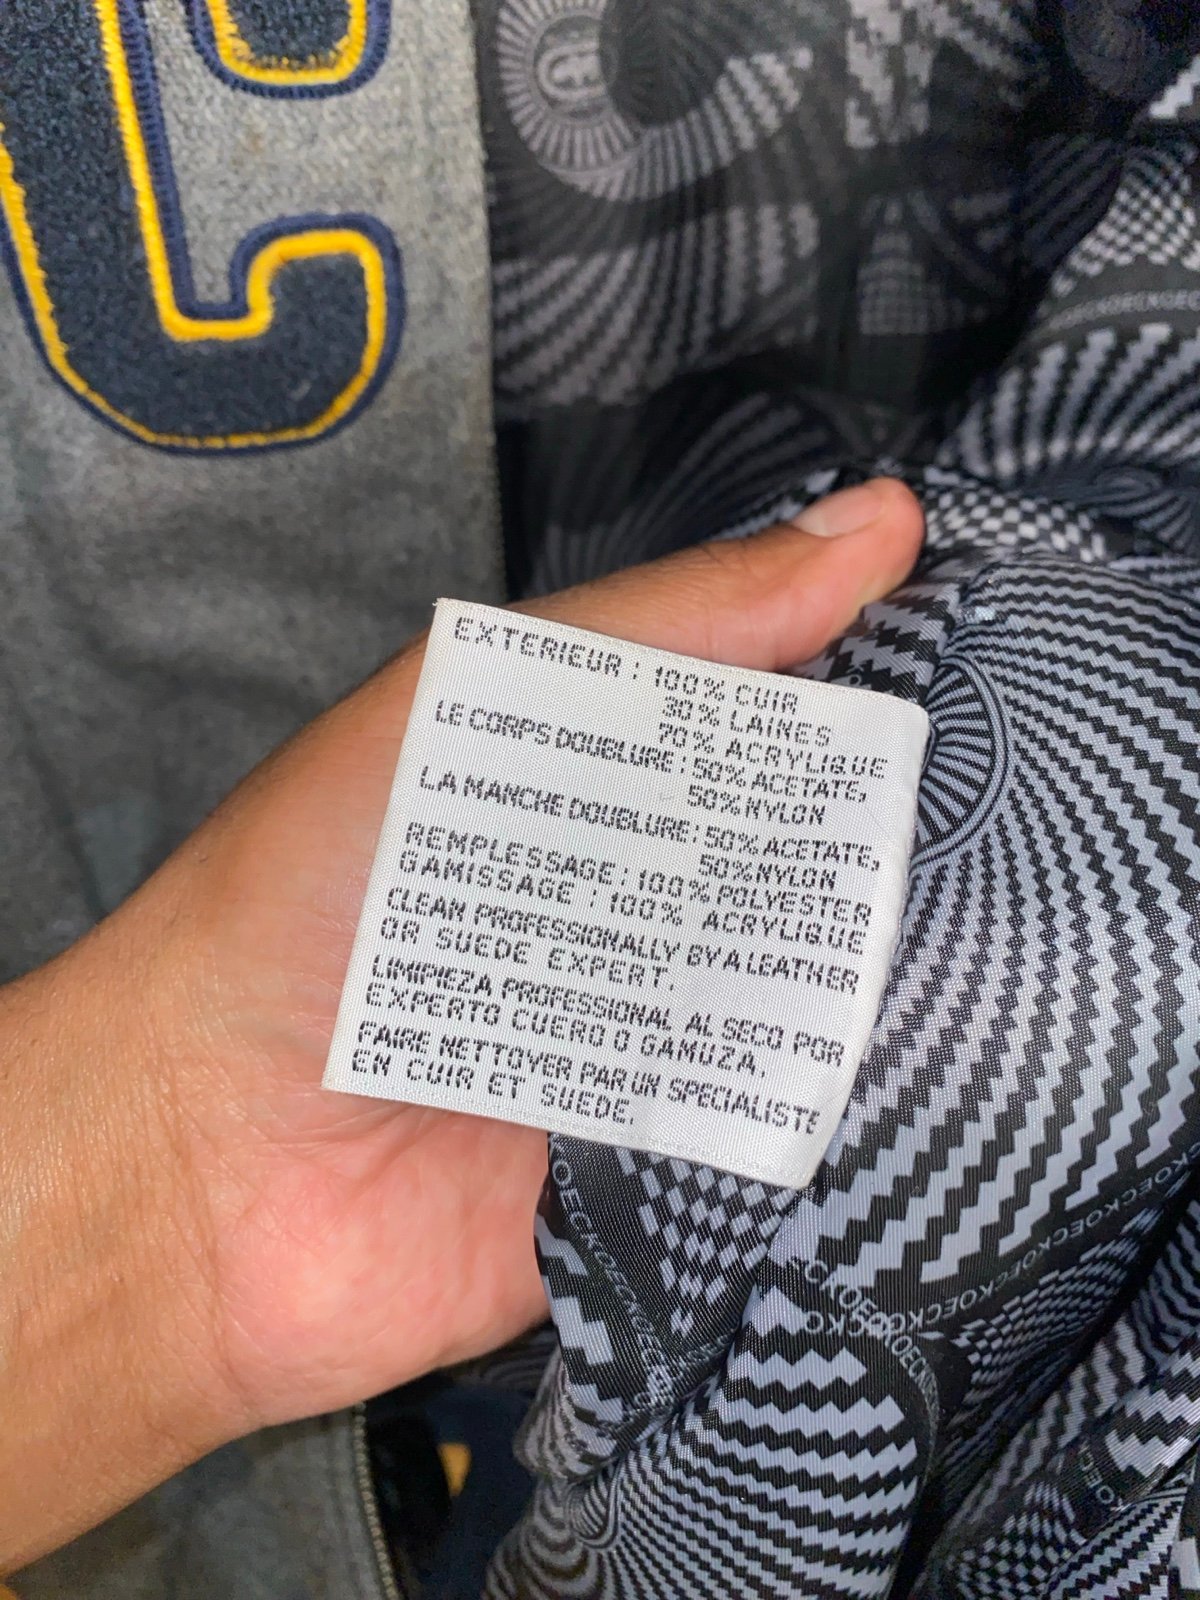 EXTERIEUR : 100% CUIR
30% LAINES
70% ACRYLIQUE
LE CORPS DOUBLURE : 50% ACETATE,
50% NYLON
LA MANCHE DOUBLURE : 50% ACETATE,
50% NYLON
REMPLESSAGE : 100% POLYESTER
GAMISSAGE : 100% ACRYLIQUE
CLEAN PROFESSIONALLY BY A LEATHER
OR SUEDE EXPERT.
LIMIPIEZA PROFESSIONAL AL SECO POR
EXPERTO CUERO O GAMUZA.
FAIRE NETTOYER PAR UN SPECIALISTE
EN CUIR ET SUEDE.